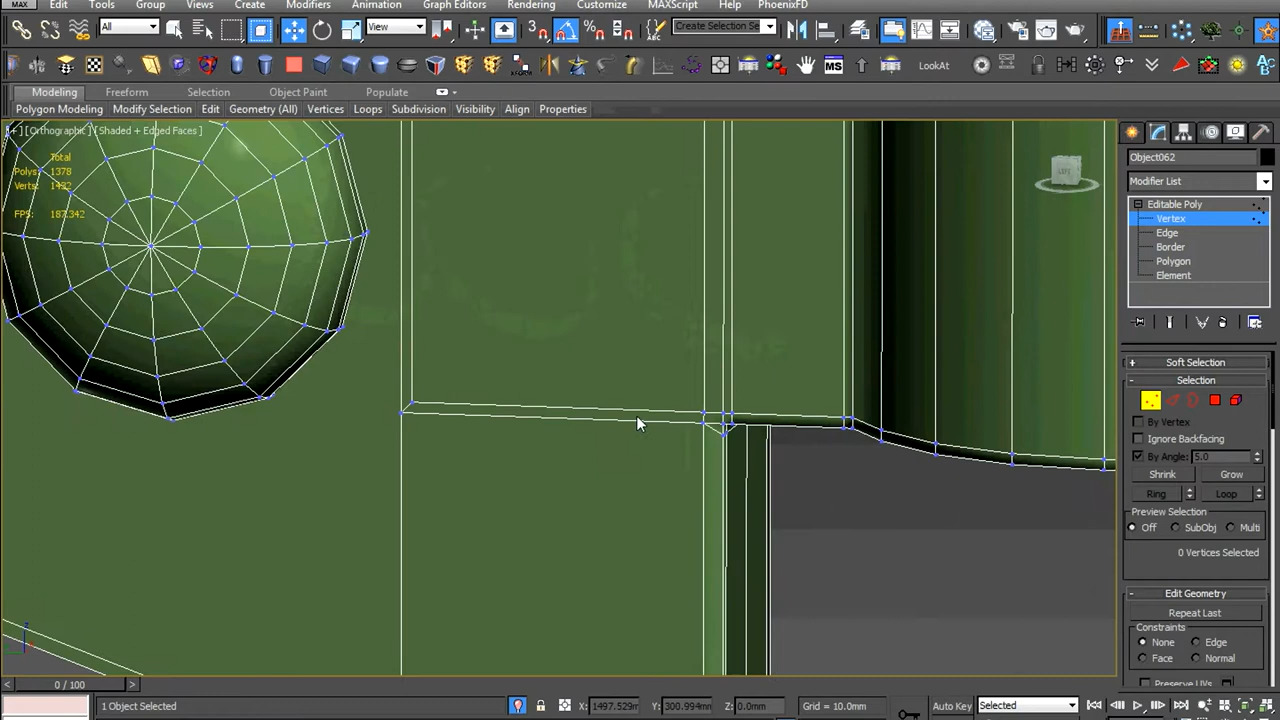 Edit Tools Group Views Create Modifiers Animation Graph Editors Rendering Customize MAXScript Help PhoenixFD
All View Create Selection Se
MS LookAt
Modeling Freeform Selection Object Paint Populate
Polygon Modeling Modify Selection Edit Geometry (All) Vertices Loops Subdivision Visibility Align Properties
[+] [Orthographic] [Shaded + Edged Faces]
Total
Polys: 1378
Verts: 1432
FPS: 187.342
Object062
Modifier List
Editable Poly
Vertex
Edge
Border
Polygon
Element
Soft Selection
Selection
By Vertex
Ignore Backfacing
By Angle: 5.0
Shrink Grow
Ring Loop
Preview Selection
Off SubObj Multi
0 Vertices Selected
Edit Geometry
Repeat Last
Constraints
None Edge
Face Normal
Preserve UVs
0 / 100
1 Object Selected X: 1497.529m Y: 300.994mm Z: 0.0mm Grid = 10.0mm Auto Key Selected